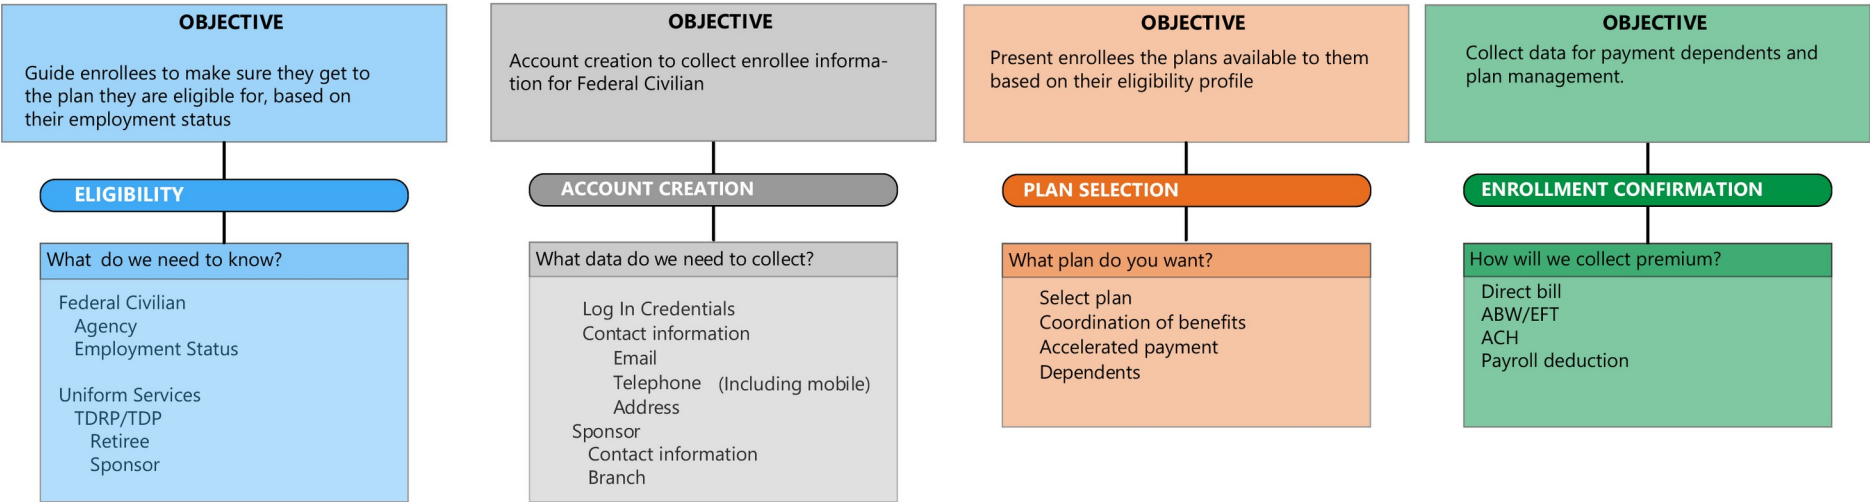 OBJECTIVE
Guide enrollees to make sure they get to
the plan they are eligible for, based on
their employment status
ELIGIBILITY
What do we need to know?
Federal Civilian
Agency
Employment Status
Uniform Services
TDRP/TDP
Retiree
Sponsor
OBJECTIVE
Account creation to collect enrollee informa-
tion for Federal Civilian
ACCOUNT CREATION
What data do we need to collect?
Log In Credentials
Contact information
Email
Telephone (Including mobile)
Address
Sponsor
Contact information
Branch
OBJECTIVE
Present enrollees the plans available to them
based on their eligibility profile
PLAN SELECTION
What plan do you want?
Select plan
Coordination of benefits
Accelerated payment
Dependents
OBJECTIVE
Collect data for payment dependents and
plan management.
ENROLLMENT CONFIRMATION
How will we collect premium?
Direct bill
ABW/EFT
ACH
Payroll deduction